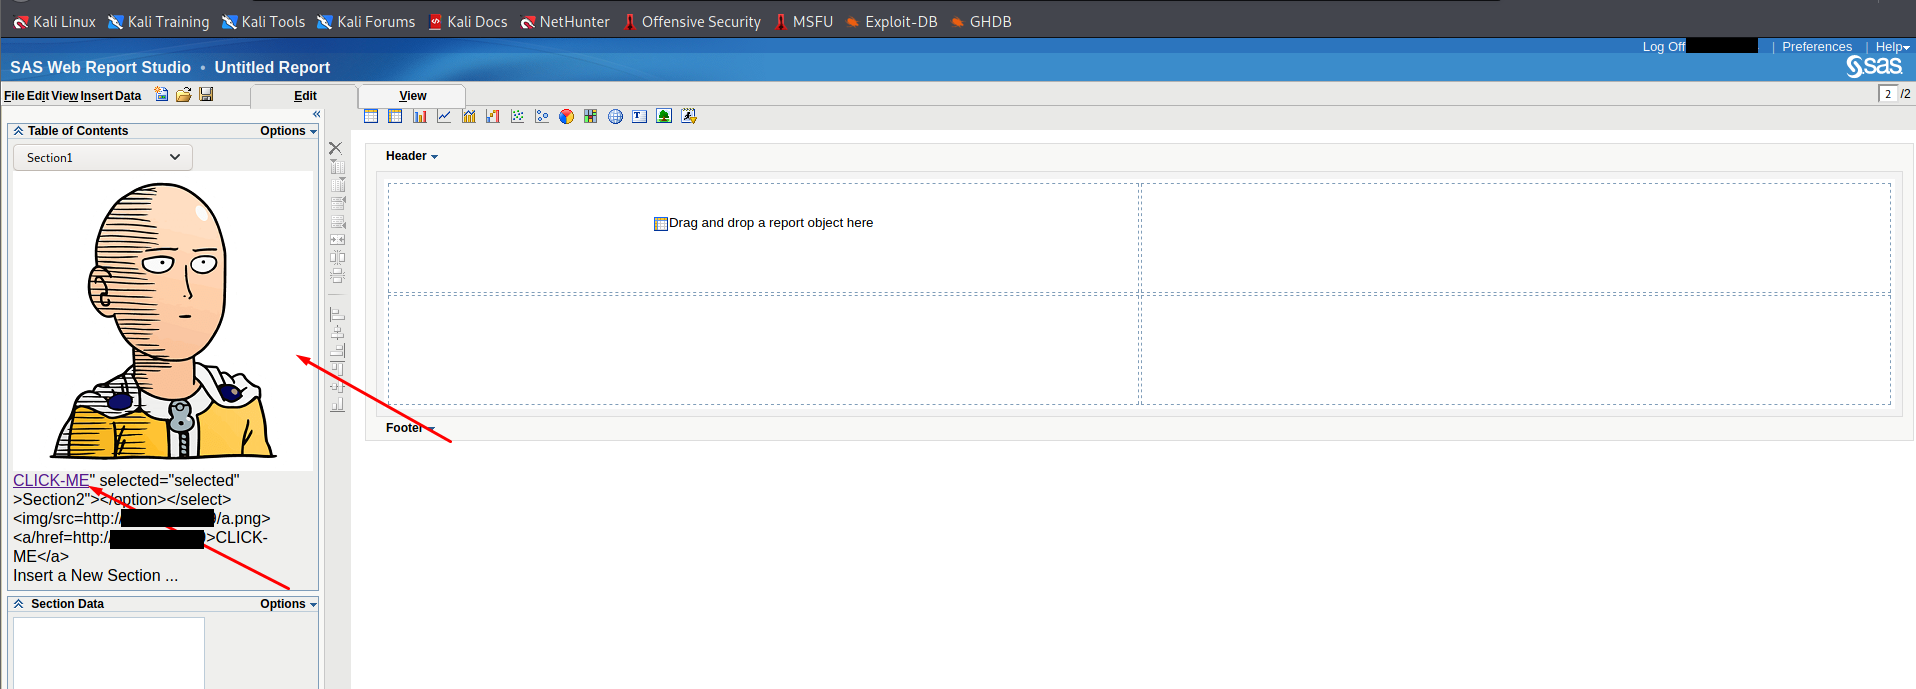 Kali Linux Kali Training Kali Tools Kali Forums Kali Docs NetHunter Offensive Security MSFU Exploit-DB GHDB
Log Off | Preferences | Help
SAS Web Report Studio • Untitled Report
sas
File Edit View Insert Data Edit View 2 /2
«
Table of Contents Options
Section1
Header
Drag and drop a report object here
Footer
CLICK-ME" selected="selected"
>Section2"></option></select>
<img/src=http:/ /a.png>
<a/href=http:/ >CLICK-
ME</a>
Insert a New Section ...
Section Data Options